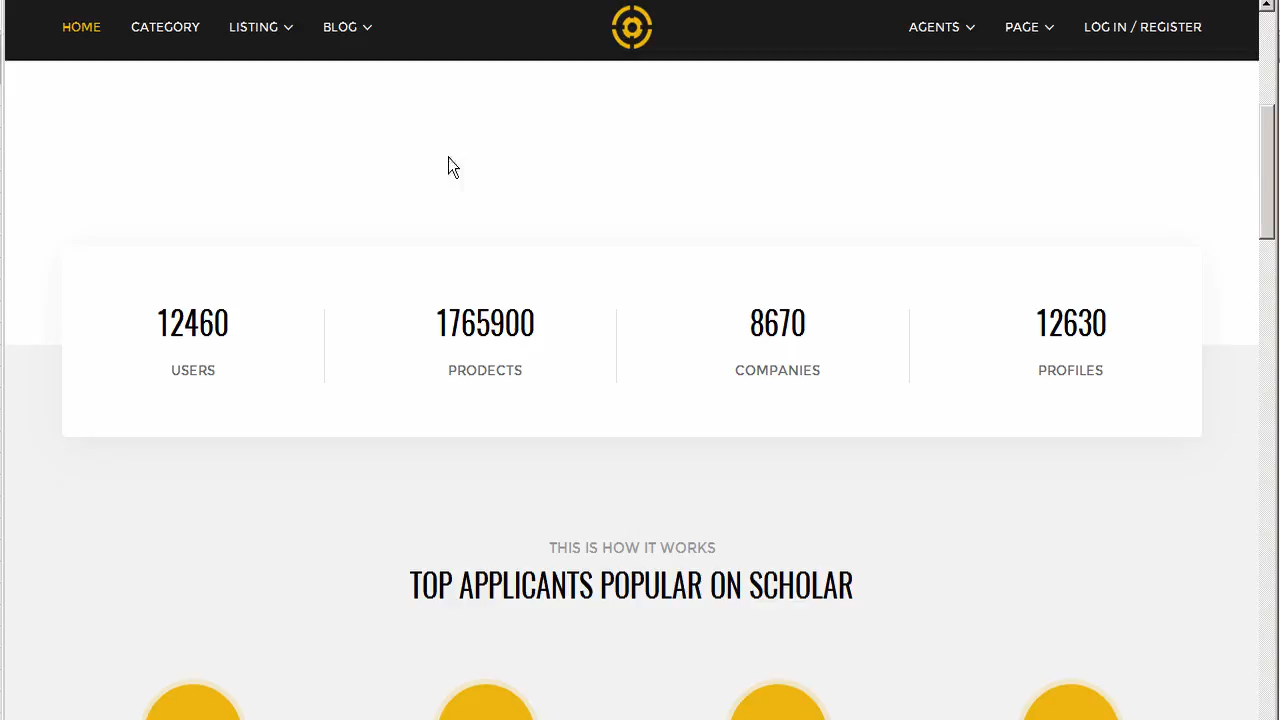 HOME CATEGORY LISTING BLOG AGENTS PAGE LOG IN / REGISTER
12460 1765900 8670 12630
USERS PRODECTS COMPANIES PROFILES
THIS IS HOW IT WORKS
TOP APPLICANTS POPULAR ON SCHOLAR